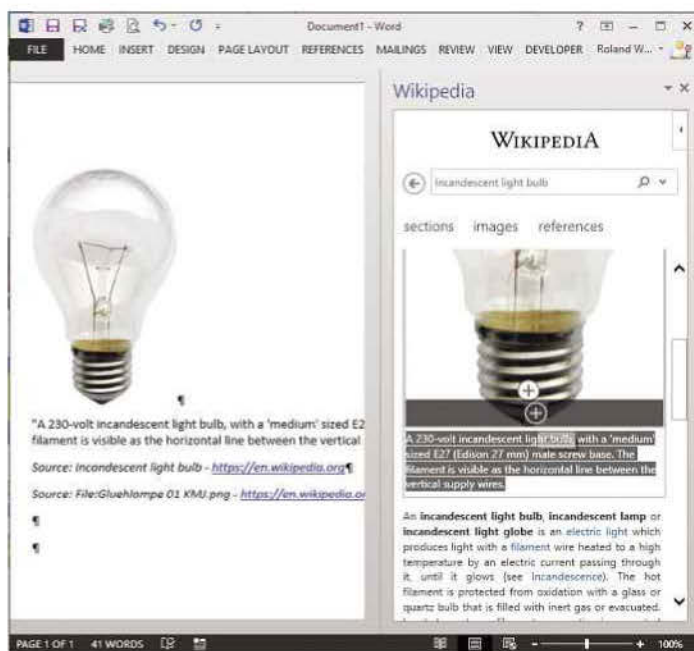 Document1 - Word
?
FILE HOME INSERT DESIGN PAGE LAYOUT REFERENCES MAILINGS REVIEW VIEW DEVELOPER Roland W...
¶
"A 230-volt incandescent light bulb, with a 'medium' sized E2
filament is visible as the horizontal line between the vertical
Source: Incandescent light bulb - https://en.wikipedia.org¶
Source: File:Gluehlampe 01 KMJ.png - https://en.wikipedia.or
¶
¶
Wikipedia
WIKIPEDIA
incandescent light bulb
sections images references
A 230-volt incandescent light bulb, with a 'medium'
sized E27 (Edison 27 mm) male screw base. The
filament is visible as the horizontal line between the
vertical supply wires.
An incandescent light bulb, incandescent lamp or
incandescent light globe is an electric light which
produces light with a filament wire heated to a high
temperature by an electric current passing through
it, until it glows (see Incandescence). The hot
filament is protected from oxidation with a glass or
quartz bulb that is filled with inert gas or evacuated.
PAGE 1 OF 1 41 WORDS 100%